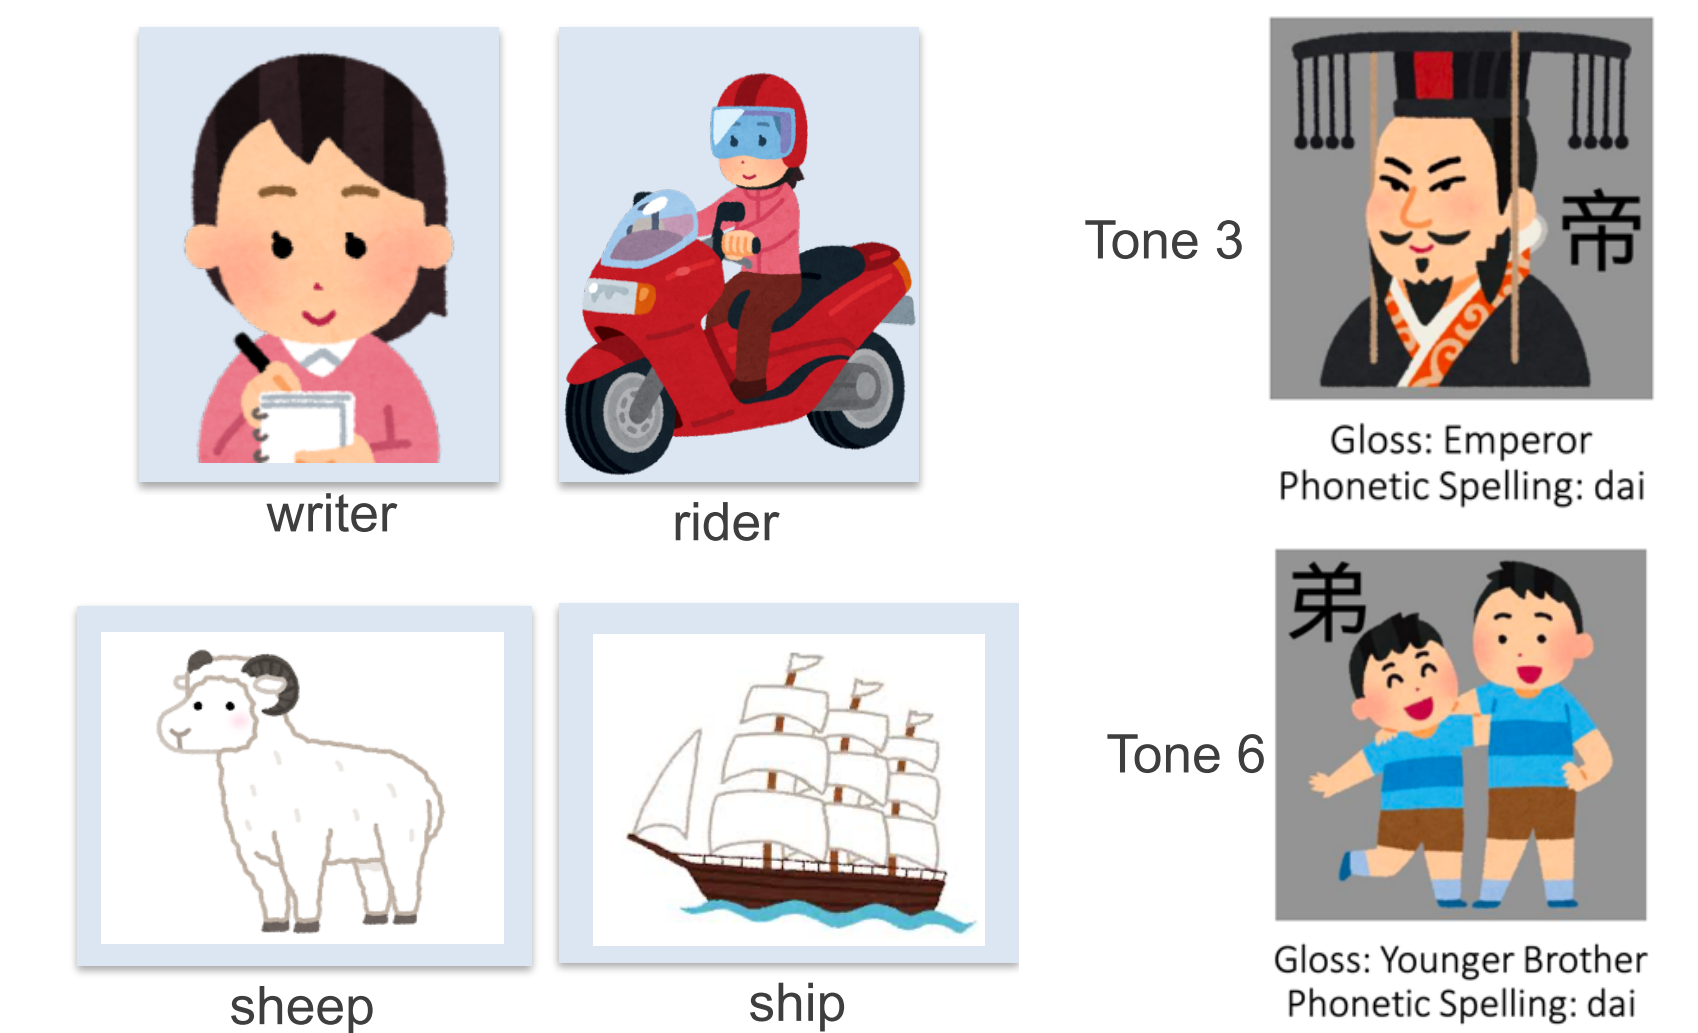 writer
rider
sheep
ship
Tone 3
帝
Gloss: Emperor
Phonetic Spelling: dai
Tone 6
弟
Gloss: Younger Brother
Phonetic Spelling: dai